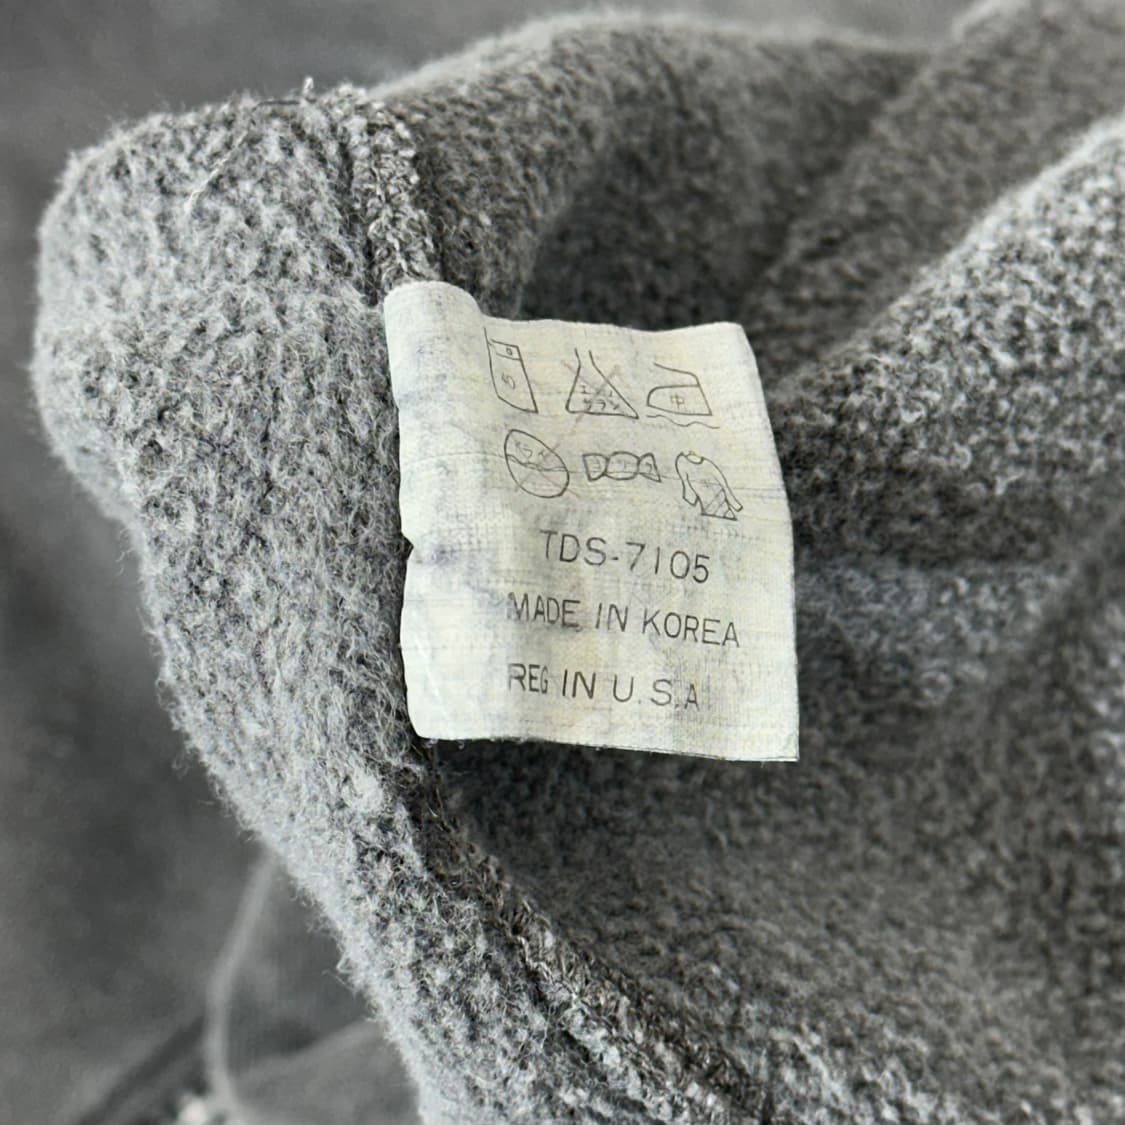 TDS-7105
MADE IN KOREA
REG IN U.S.A